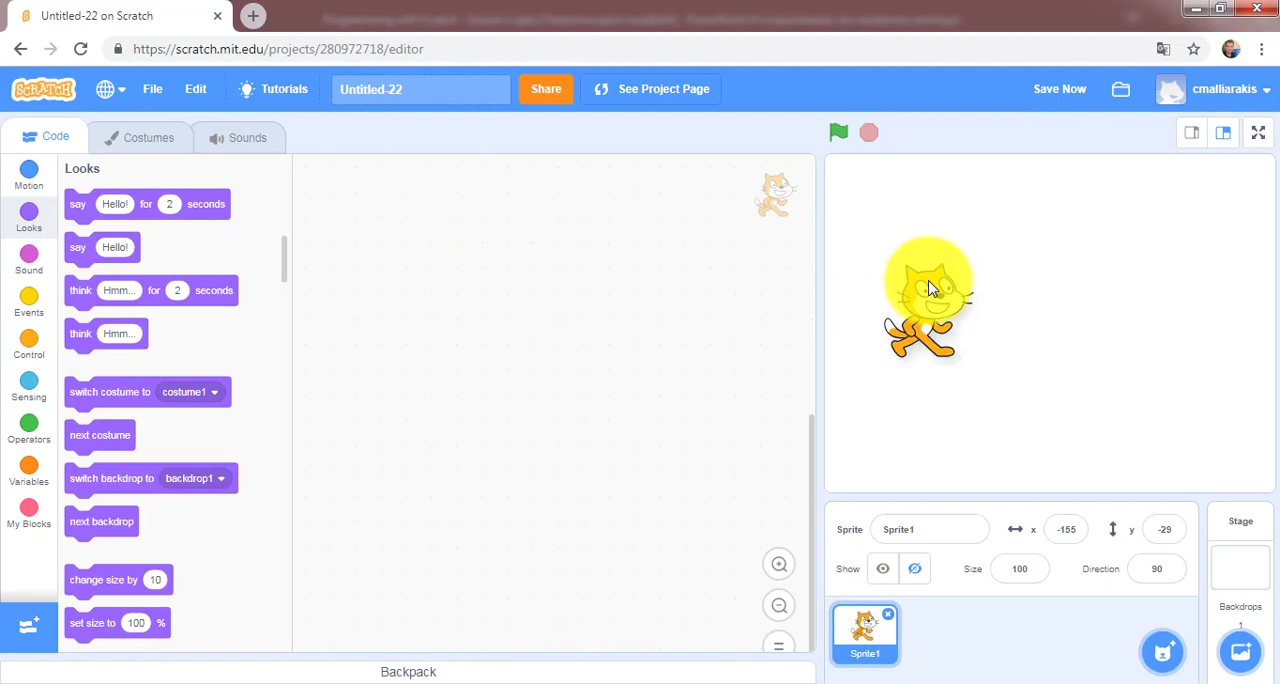 Untitled-22 on Scratch
https://scratch.mit.edu/projects/280972718/editor
SCRATCH File Edit Tutorials Untitled-22 Share See Project Page Save Now cmalliarakis
Code Costumes Sounds
Motion
Looks
Sound
Events
Control
Sensing
Operators
Variables
My Blocks
Looks
say Hello! for 2 seconds
say Hello!
think Hmm... for 2 seconds
think Hmm...
switch costume to costume1
next costume
switch backdrop to backdrop1
next backdrop
change size by 10
set size to 100 %
Sprite Sprite1 x -155 y -29
Show Size 100 Direction 90
Sprite1
Stage
Backdrops
1
Backpack